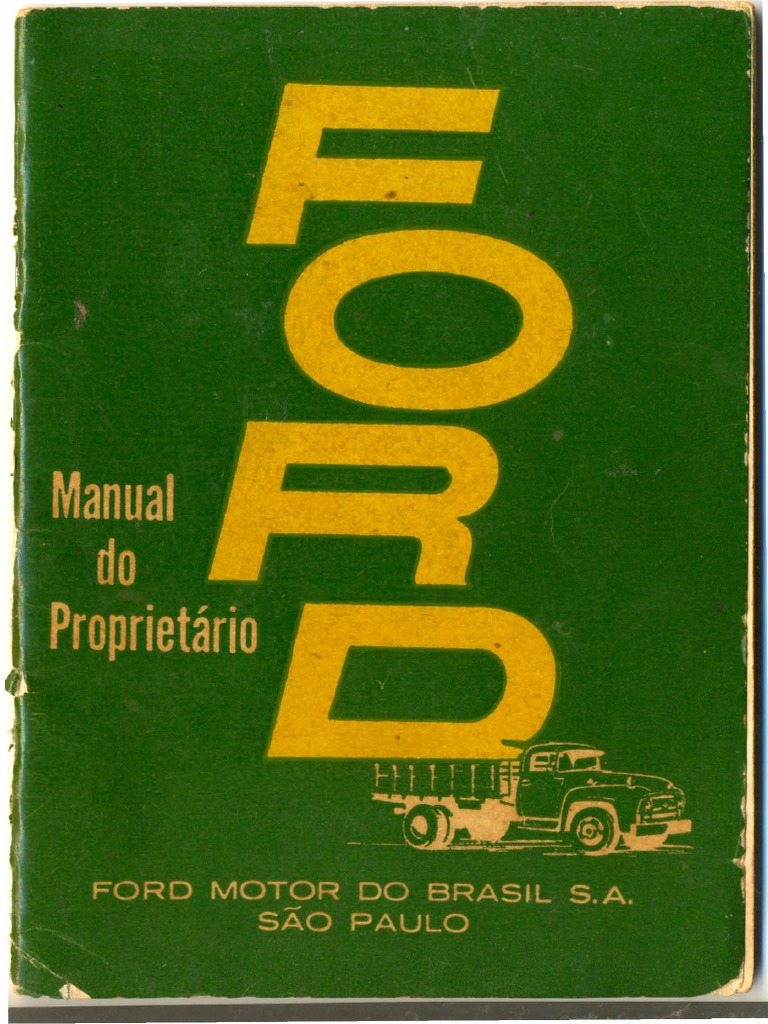 FORD
Manual
do
Proprietário
FORD MOTOR DO BRASIL S.A.
SÃO PAULO